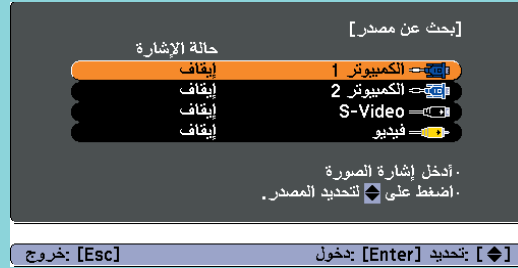 [بحث عن مصدر]
حالة الإشارة
الكمبيوتر 1 إيقاف
الكمبيوتر 2 إيقاف
S-Video إيقاف
فيديو إيقاف
·أدخل إشارة الصورة
·اضغط على لتحديد المصدر.
[ ] :تحديد [Enter] :دخول [Esc] :خروج